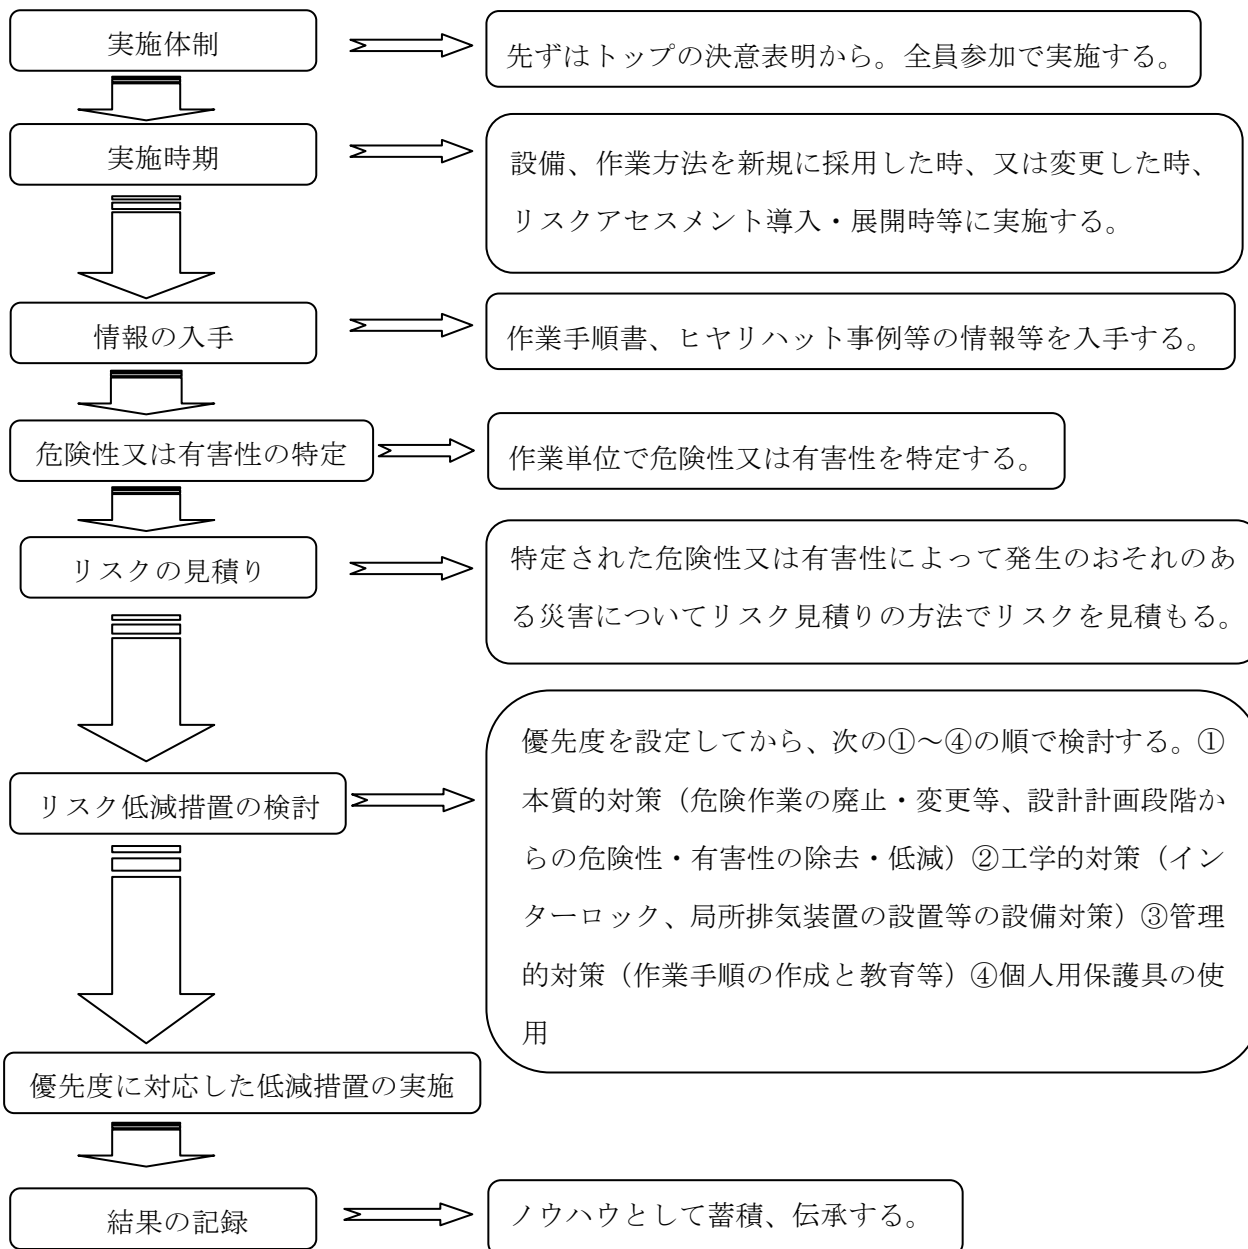 実施体制
先ずはトップの決意表明から。全員参加で実施する。
実施時期
設備、作業方法を新規に採用した時、又は変更した時、
リスクアセスメント導入・展開時等に実施する。
情報の入手
作業手順書、ヒヤリハット事例等の情報等を入手する。
危険性又は有害性の特定
作業単位で危険性又は有害性を特定する。
リスクの見積り
特定された危険性又は有害性によって発生のおそれのあ
る災害についてリスク見積りの方法でリスクを見積もる。
リスク低減措置の検討
優先度を設定してから、次の①～④の順で検討する。①
本質的対策（危険作業の廃止・変更等、設計計画段階か
らの危険性・有害性の除去・低減）②工学的対策（イン
ターロック、局所排気装置の設置等の設備対策）③管理
的対策（作業手順の作成と教育等）④個人用保護具の使
用
優先度に対応した低減措置の実施
結果の記録
ノウハウとして蓄積、伝承する。